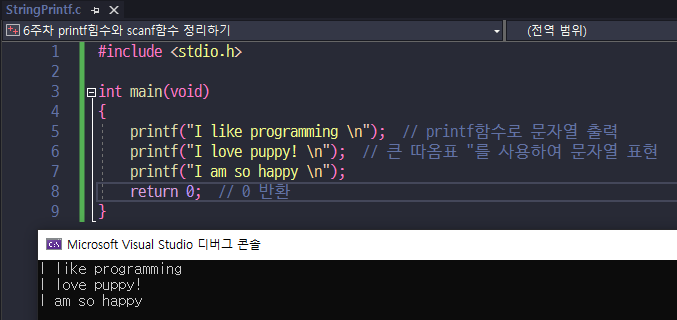 StringPrintf.c
6주차 printf함수와 scanf함수 정리하기
(전역 범위)
1 #include <stdio.h>
2
3 int main(void)
4 {
5 printf("I like programming \n"); // printf함수로 문자열 출력
6 printf("I love puppy! \n"); // 큰 따옴표 "를 사용하여 문자열 표현
7 printf("I am so happy \n");
8 return 0; // 0 반환
9 }
Microsoft Visual Studio 디버그 콘솔
I like programming
I love puppy!
I am so happy